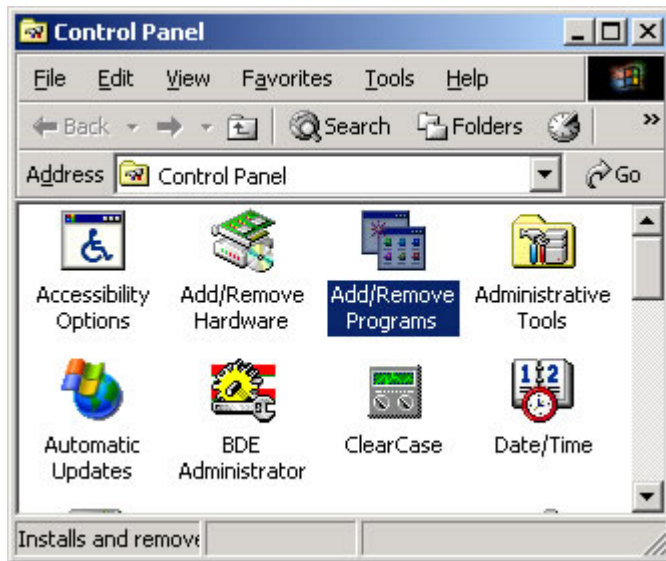 Control Panel
File Edit View Favorites Tools Help
Back Search Folders »
Address Control Panel Go
Accessibility Options
Add/Remove Hardware
Add/Remove Programs
Administrative Tools
Automatic Updates
BDE Administrator
ClearCase
12
Date/Time
Installs and remove